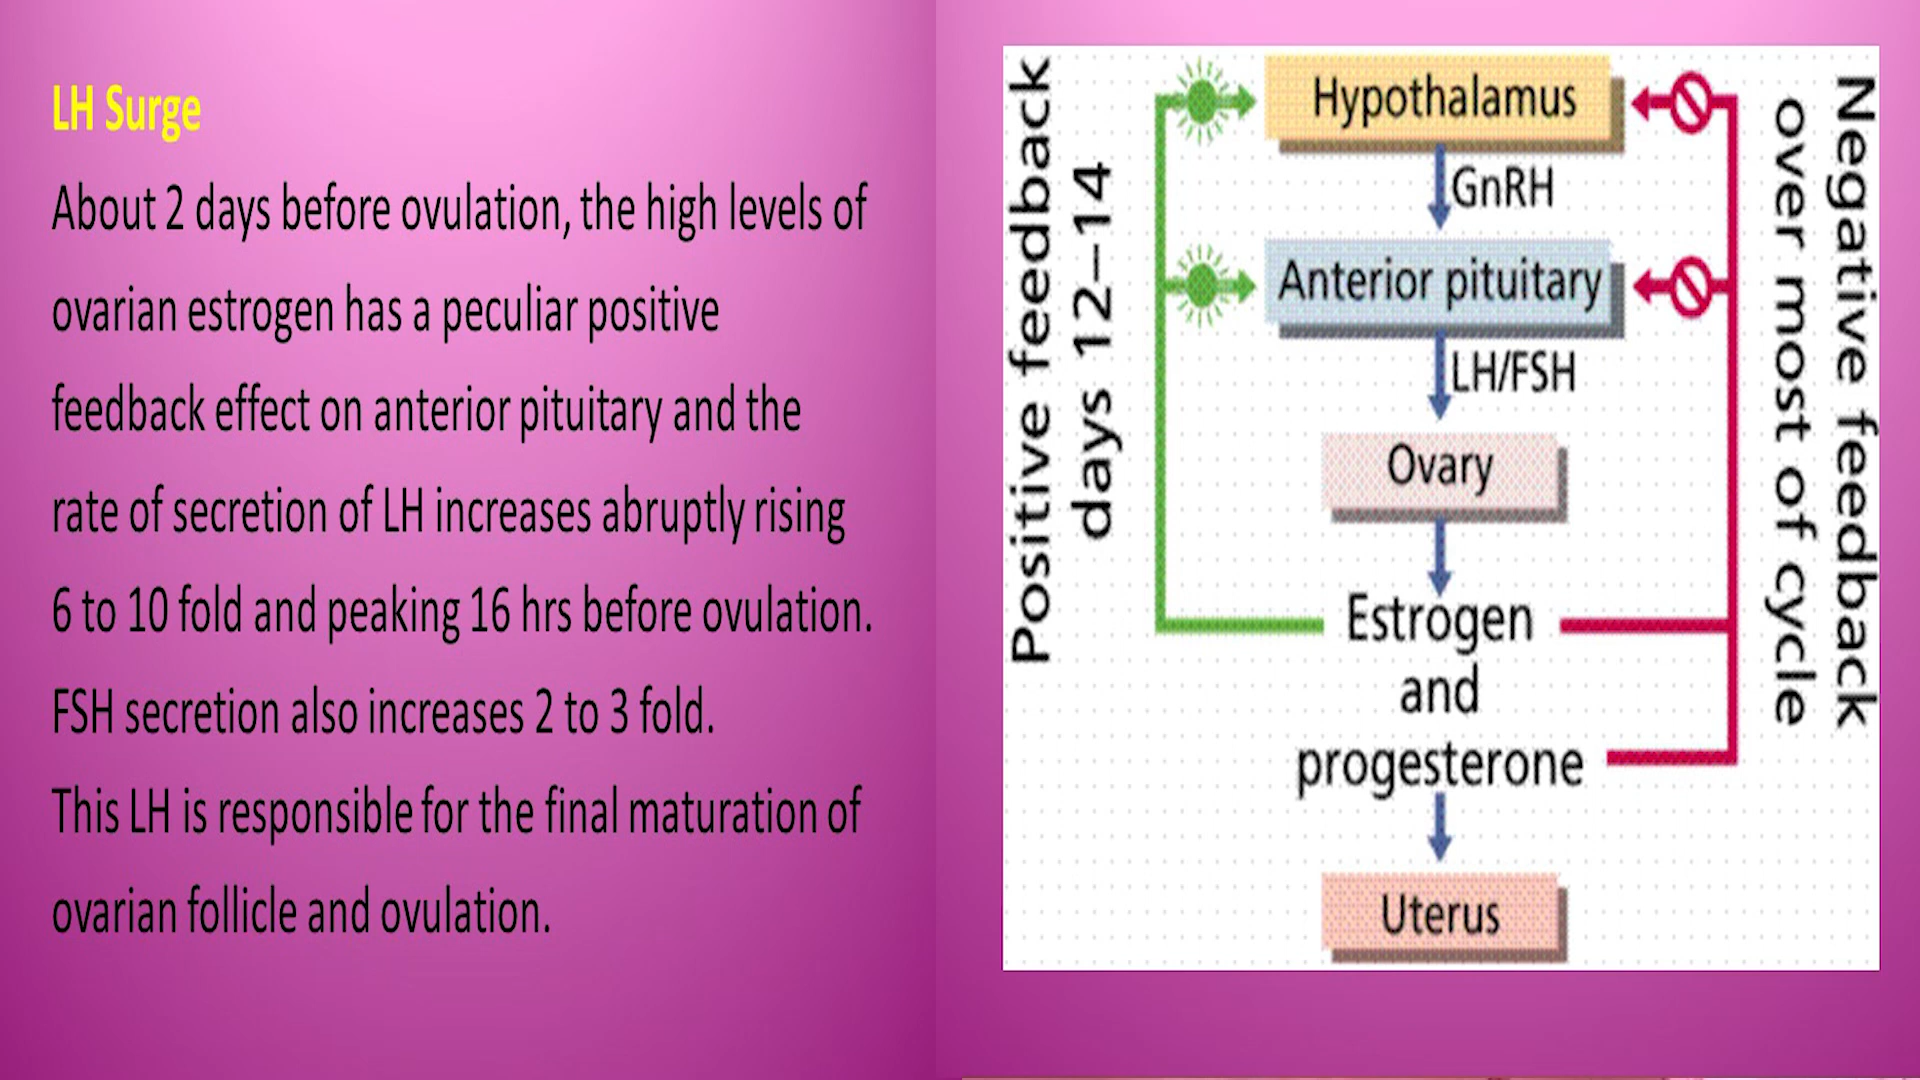 LH Surge
About 2 days before ovulation, the high levels of
ovarian estrogen has a peculiar positive
feedback effect on anterior pituitary and the
rate of secretion of LH increases abruptly rising
6 to 10 fold and peaking 16 hrs before ovulation.
FSH secretion also increases 2 to 3 fold.
This LH is responsible for the final maturation of
ovarian follicle and ovulation.
Positive feedback
days 12–14
Hypothalamus
GnRH
Anterior pituitary
LH/FSH
Ovary
Estrogen
and
progesterone
Uterus
Negative feedback
over most of cycle